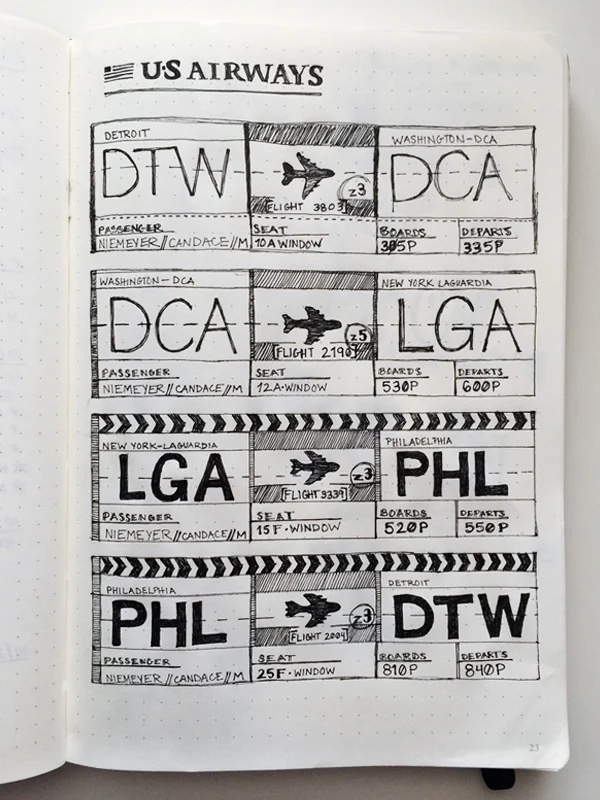 US AIRWAYS
DETROIT
WASHINGTON-DCA
DTW
DCA
z3
FLIGHT 3803
PASSENGER
SEAT
BOARDS
DEPARTS
NIEMEYER//CANDACE//M
10A WINDOW
305P
335P
WASHINGTON-DCA
NEW YORK LAGUARDIA
DCA
LGA
z5
FLIGHT 2190
PASSENGER
SEAT
BOARDS
DEPARTS
NIEMEYER//CANDACE//M
12A·WINDOW
530P
600P
NEW YORK-LAGUARDIA
PHILADELPHIA
LGA
PHL
z3
FLIGHT 3339
PASSENGER
SEAT
BOARDS
DEPARTS
NIEMEYER//CANDACE//M
15F·WINDOW
520P
550P
PHILADELPHIA
DETROIT
PHL
DTW
z3
FLIGHT 2004
PASSENGER
SEAT
BOARDS
DEPARTS
NIEMEYER//CANDACE//M
25F·WINDOW
810P
840P
23